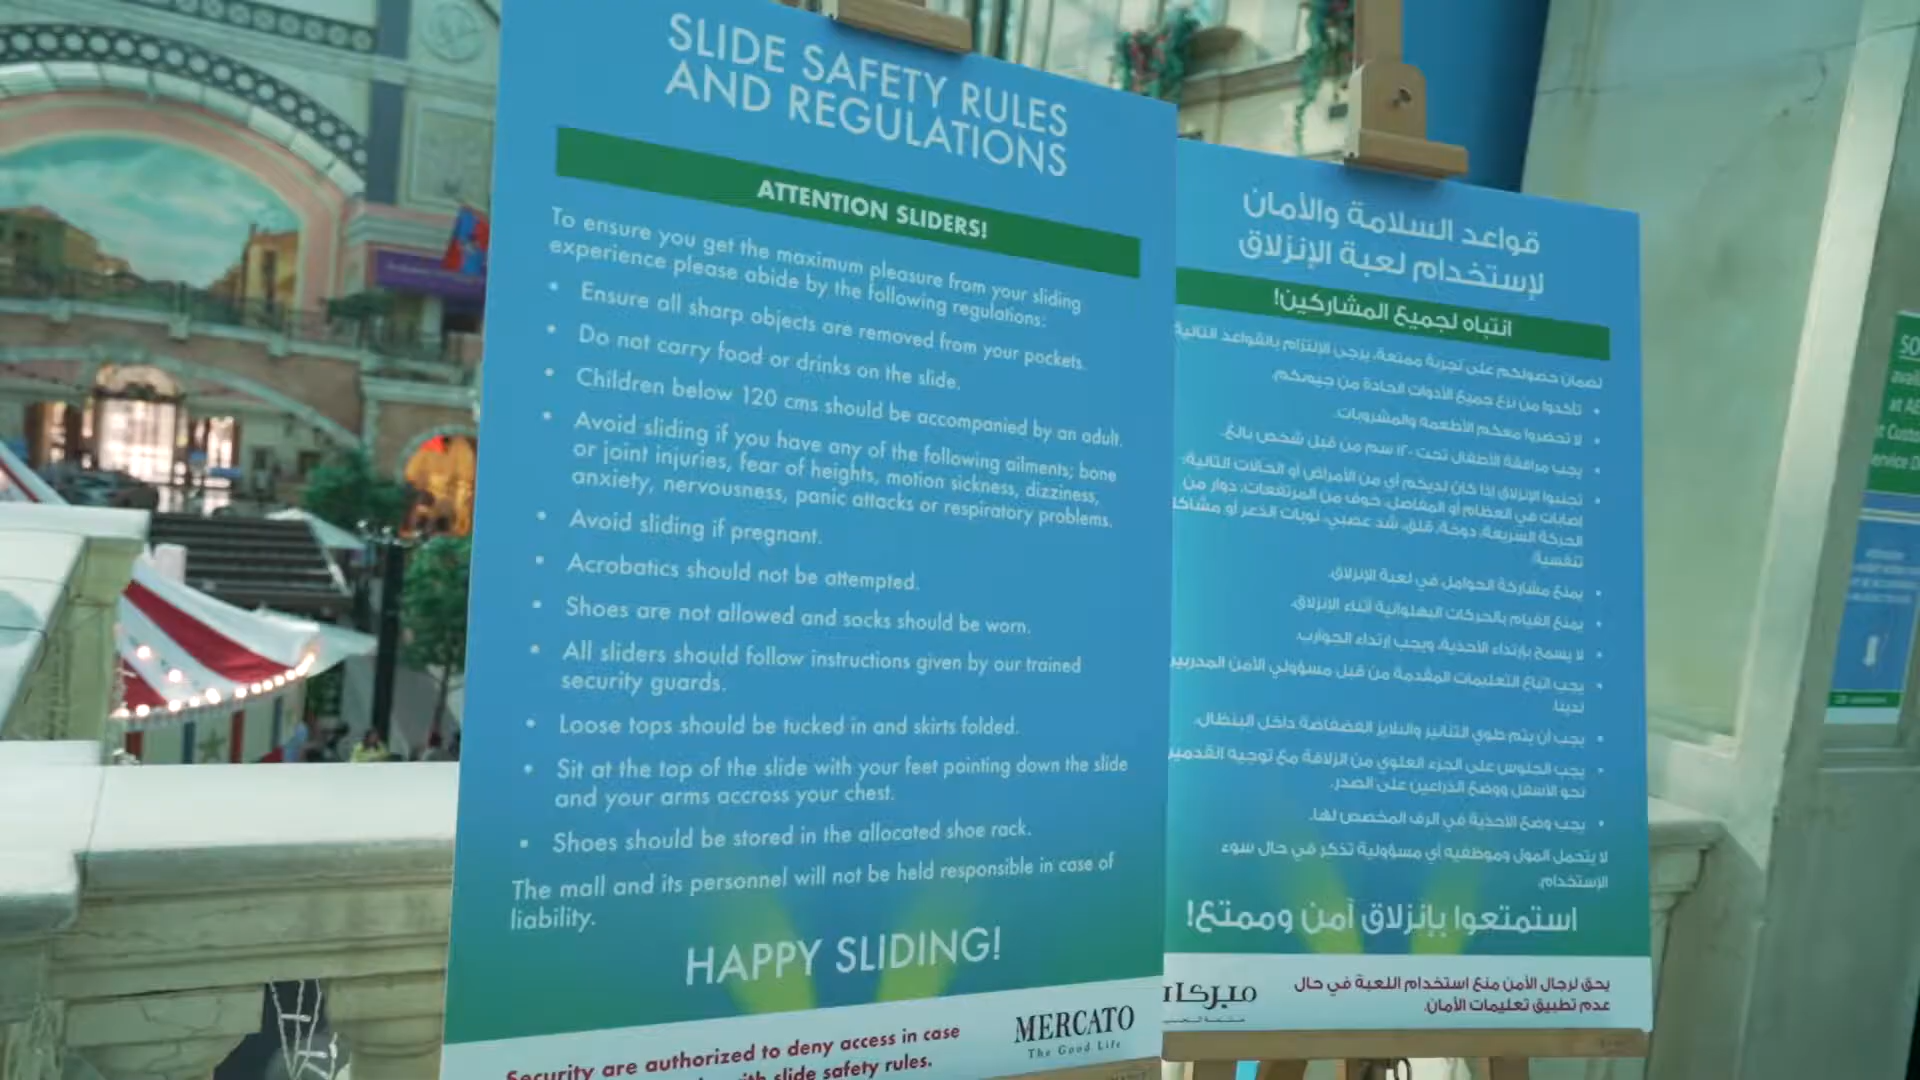 SLIDE SAFETY RULES
AND REGULATIONS
ATTENTION SLIDERS!
To ensure you get the maximum pleasure from your sliding
experience please abide by the following regulations:
• Ensure all sharp objects are removed from your pockets.
• Do not carry food or drinks on the slide.
• Children below 120 cms should be accompanied by an adult.
• Avoid sliding if you have any of the following ailments; bone
or joint injuries, fear of heights, motion sickness, dizziness,
anxiety, nervousness, panic attacks or respiratory problems.
• Avoid sliding if pregnant.
• Acrobatics should not be attempted.
• Shoes are not allowed and socks should be worn.
• All sliders should follow instructions given by our trained
security guards.
• Loose tops should be tucked in and skirts folded.
• Sit at the top of the slide with your feet pointing down the slide
and your arms accross your chest.
• Shoes should be stored in the allocated shoe rack.
The mall and its personnel will not be held responsible in case of
liability.
HAPPY SLIDING!
Security are authorized to deny access in case
with slide safety rules.
MERCATO
The Good Life
قواعد السلامة والأمان
لإستخدام لعبة الإنزلاق
انتباه لجميع المشاركين!
لضمان حصولكم على تجربة ممتعة، يرجى الإلتزام بالقواعد التالية
• تأكدوا من نزع جميع الأدوات الحادة من جيوبكم.
• لا تحضروا معكم الأطعمه والمشروبات.
• يجب مرافقة الأطفال تحت ١٢٠ سم من قبل شخص بالغ.
• تجنبوا الإنزلاق إذا كان لديكم أي من الأمراض أو الحالات التالية:
إصابات في العظام أو المفاصل، خوف من المرتفعات، دوار من
الحركة السريعة، دوخة، قلق، شد عصبي، نوبات الذعر أو
تنفسية.
• يمنع مشاركة الحوامل في لعبة الإنزلاق.
• يمنع القيام بالحركات البهلوانية أثناء الإنزلاق.
• لا يسمح بإرتداء الأحذية، ويجب إرتداء الجوارب.
• يجب اتباع التعليمات المقدمة من قبل مسؤولي الأمن
لدينا.
• يجب أن يتم طوي التنانير والبلايز الفضفاضة داخل البنطال.
• يجب الجلوس على الجزء العلوي من الزلاقة مع توجيه
نحو الأسفل ووضع الذراعين على الصدر.
• يجب وضع الأحذية في الرف المخصص لها.
لا يتحمل المول وموظفيه أي مسؤولية تذكر في حال سوء
الإستخدام.
استمتعوا بإنزلاق آمن وممتع!
يحق لرجال الأمن منع استخدام اللعبة في حال
عدم تطبيق تعليمات الأمان.